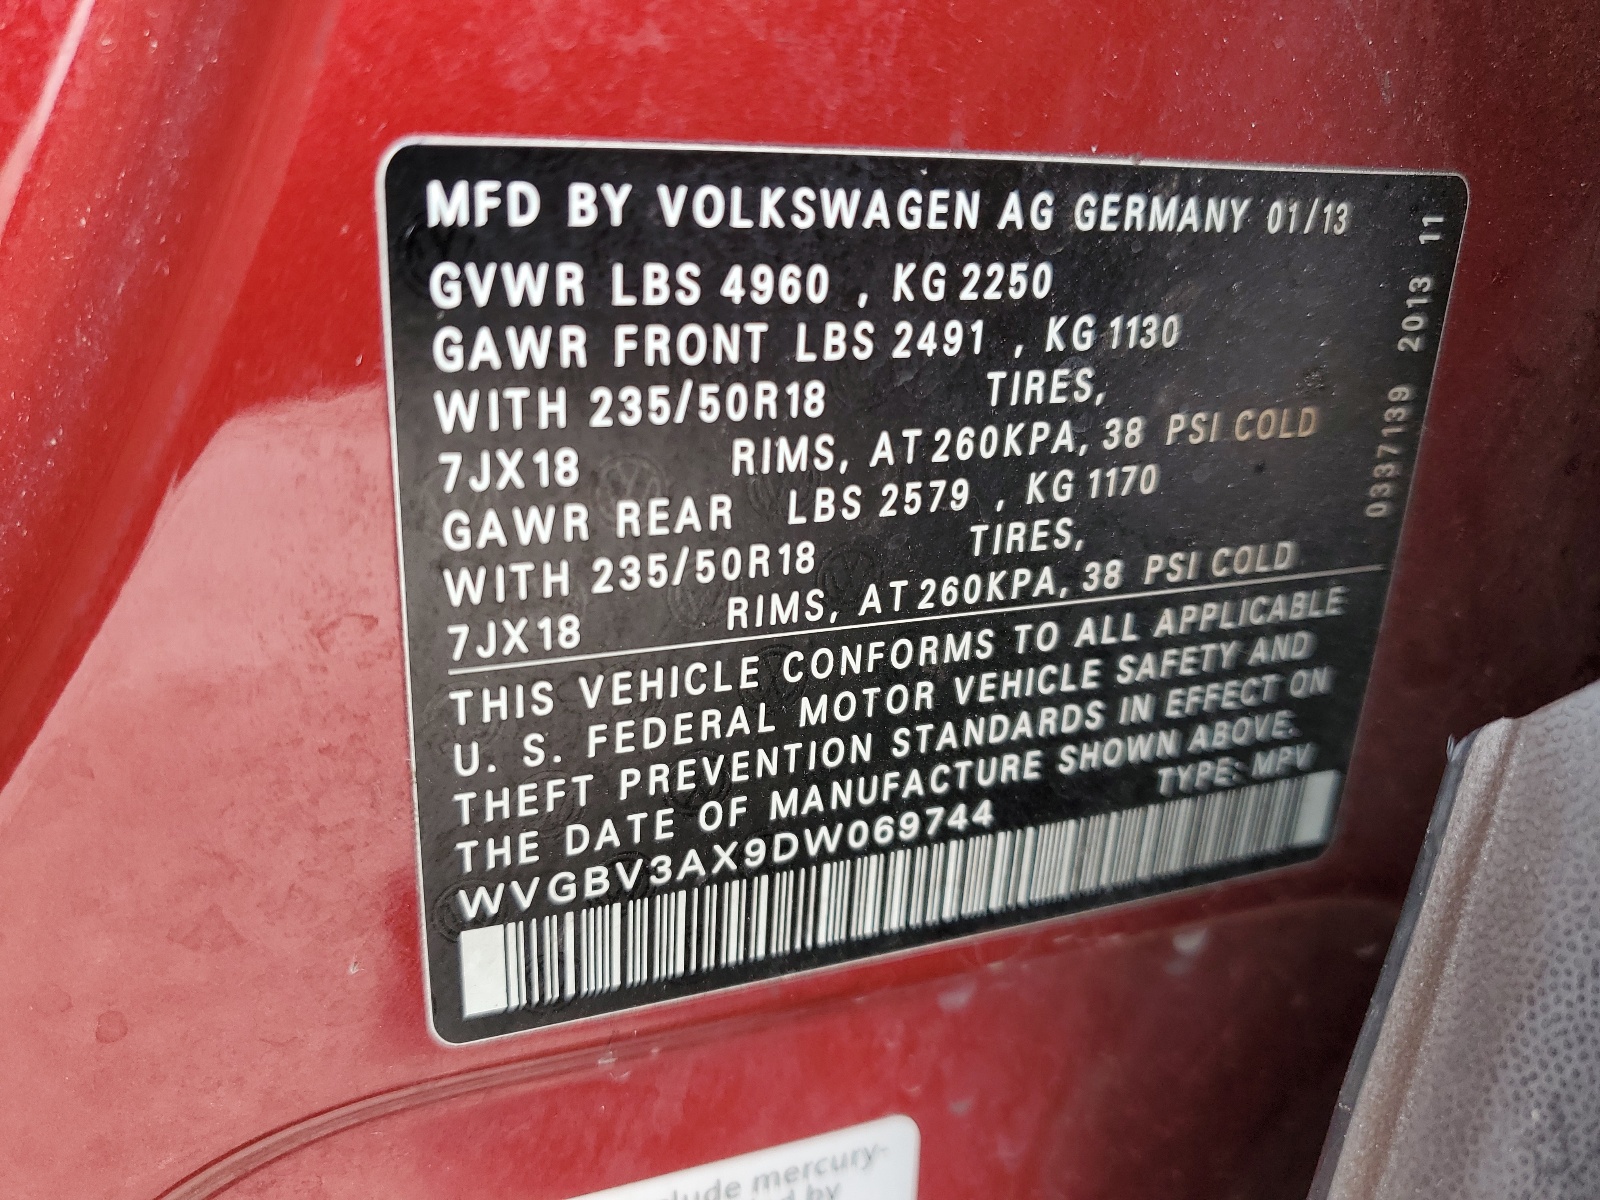 MFD BY VOLKSWAGEN AG GERMANY 01/13
GVWR LBS 4960 , KG 2250
GAWR FRONT LBS 2491 , KG 1130
WITH 235/50R18 TIRES,
7JX18 RIMS, AT 260KPA, 38 PSI COLD
GAWR REAR LBS 2579 , KG 1170
WITH 235/50R18 TIRES,
7JX18 RIMS, AT 260KPA, 38 PSI COLD
THIS VEHICLE CONFORMS TO ALL APPLICABLE
U. S. FEDERAL MOTOR VEHICLE SAFETY AND
THEFT PREVENTION STANDARDS IN EFFECT ON
THE DATE OF MANUFACTURE SHOWN ABOVE.
WVGBV3AX9DW069744 TYPE: MPV
0337139 2013 11
mercury-
by